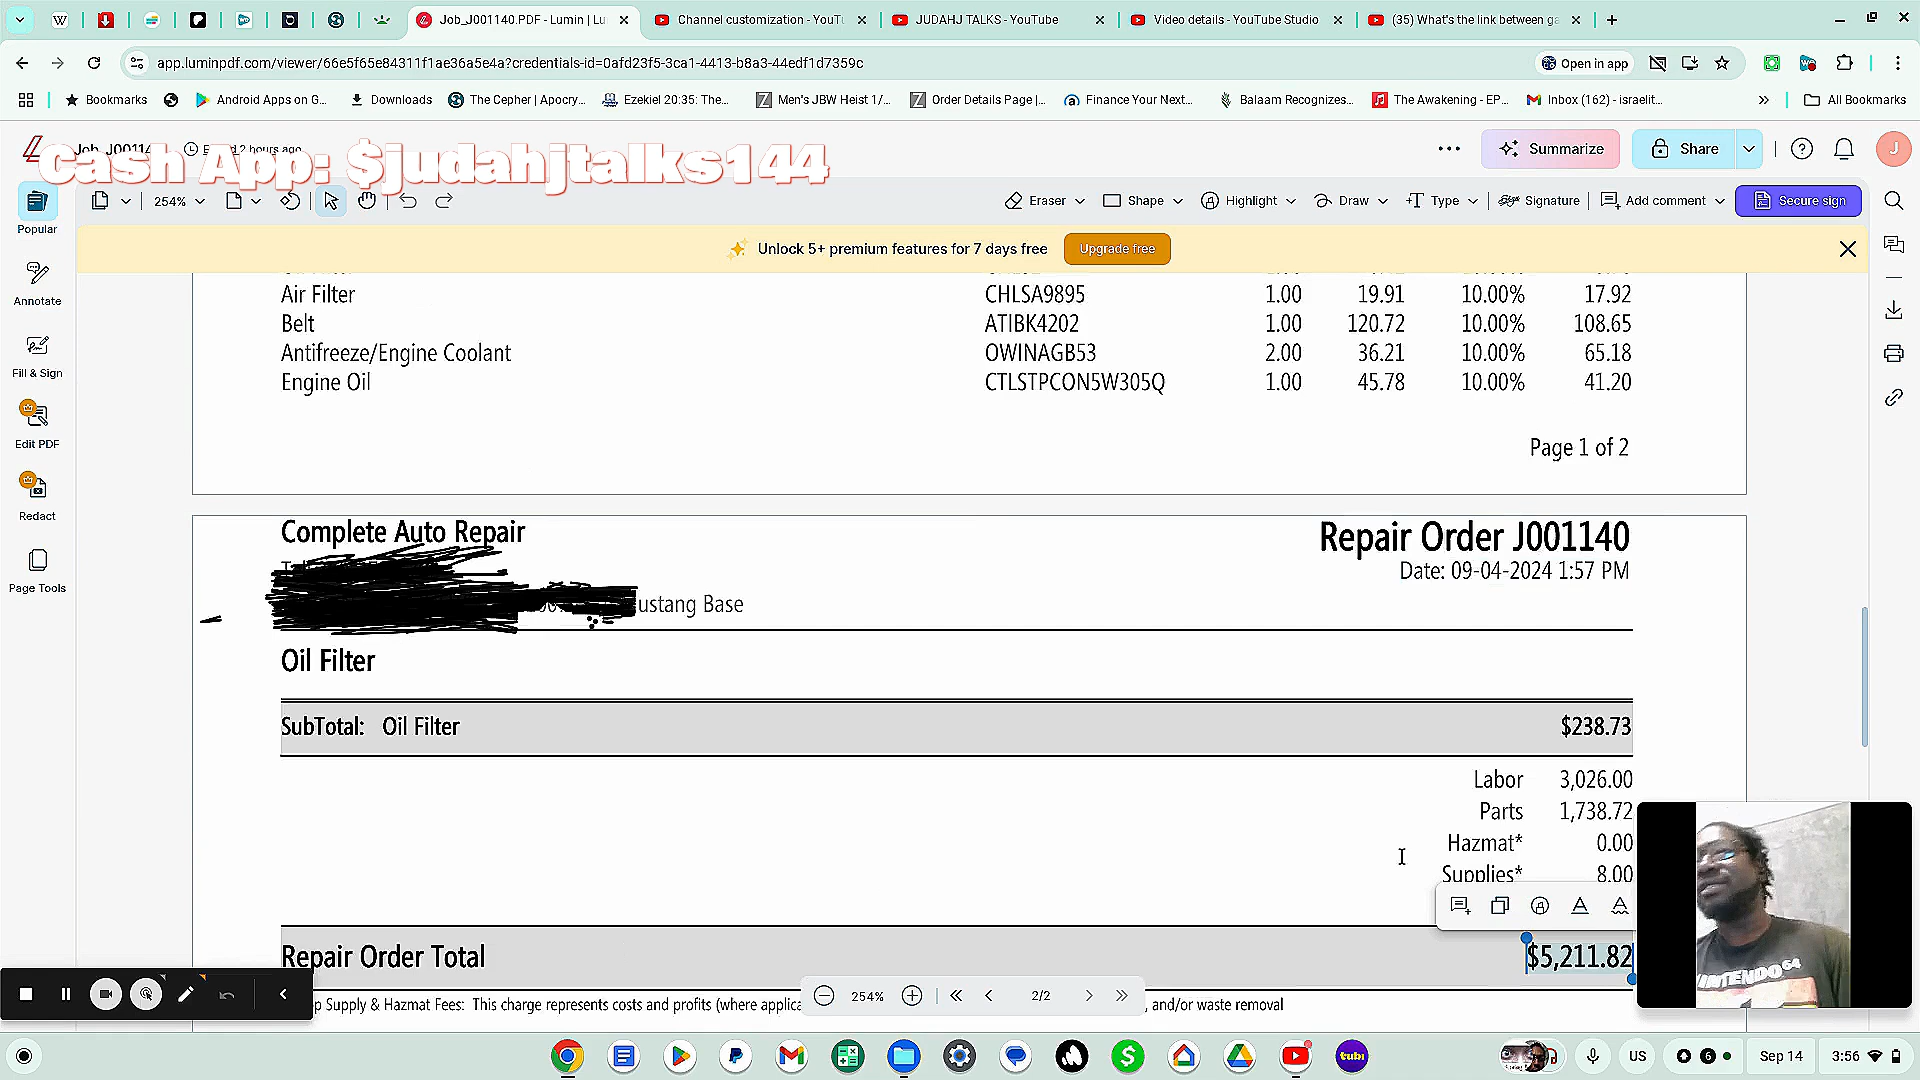 Job_J001140.PDF - Lumin | Lu
Channel customization - YouTu
JUDAHJ TALKS - YouTube
Video details - YouTube Studio
(35) What's the link between ga
app.luminpdf.com/viewer/66e5f65e84311f1ae36a5e4a?credentials-id=0afd23f5-3ca1-4413-b8a3-44edf1d7359c
Open in app
Bookmarks
Android Apps on G...
Downloads
The Cepher | Apocry...
Ezekiel 20:35: The...
Men's JBW Heist 1/...
Order Details Page |...
Finance Your Next...
Balaam Recognizes...
The Awakening - EP...
Inbox (162) - israelit...
All Bookmarks
Cash App: $judahjtalks144
Summarize
Share
J
Popular
254%
Eraser
Shape
Highlight
Draw
Type
Signature
Add comment
Secure sign
Unlock 5+ premium features for 7 days free
Upgrade free
Annotate
Fill & Sign
Edit PDF
Redact
Page Tools
Air Filter CHLSA9895 1.00 19.91 10.00% 17.92
Belt ATIBK4202 1.00 120.72 10.00% 108.65
Antifreeze/Engine Coolant OWINAGB53 2.00 36.21 10.00% 65.18
Engine Oil CTLSTPCON5W305Q 1.00 45.78 10.00% 41.20
Page 1 of 2
Complete Auto Repair
Repair Order J001140
Date: 09-04-2024 1:57 PM
ustang Base
Oil Filter
SubTotal: Oil Filter $238.73
Labor 3,026.00
Parts 1,738.72
Hazmat* 0.00
Supplies* 8.00
Repair Order Total $5,211.82
p Supply & Hazmat Fees: This charge represents costs and profits (where applica
, and/or waste removal
254%
2/2
NINTENDO64
tubi
US
6
Sep 14
3:56